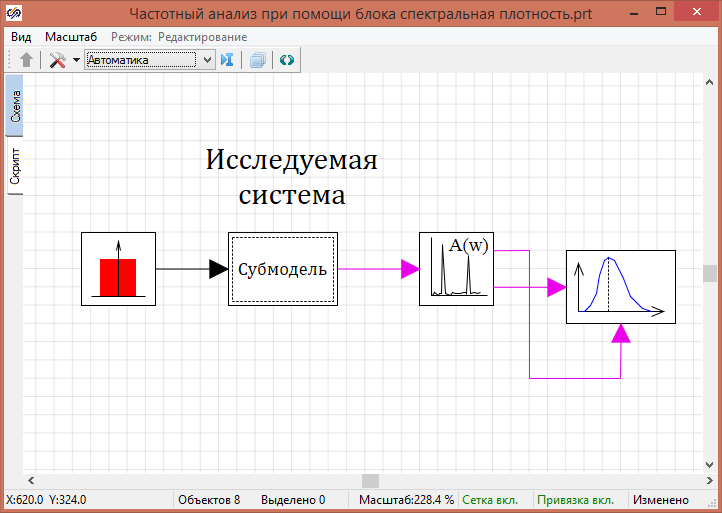 Частотный анализ при помощи блока спектральная плотность.prt
Вид Масштаб Режим: Редактирование
Автоматика
Схема
Скрипт
Исследуемая
система
Субмодель
A(w)
X:620.0 Y:324.0 Объектов 8 Выделено 0 Масштаб:228.4 % Сетка вкл. Привязка вкл. Изменено